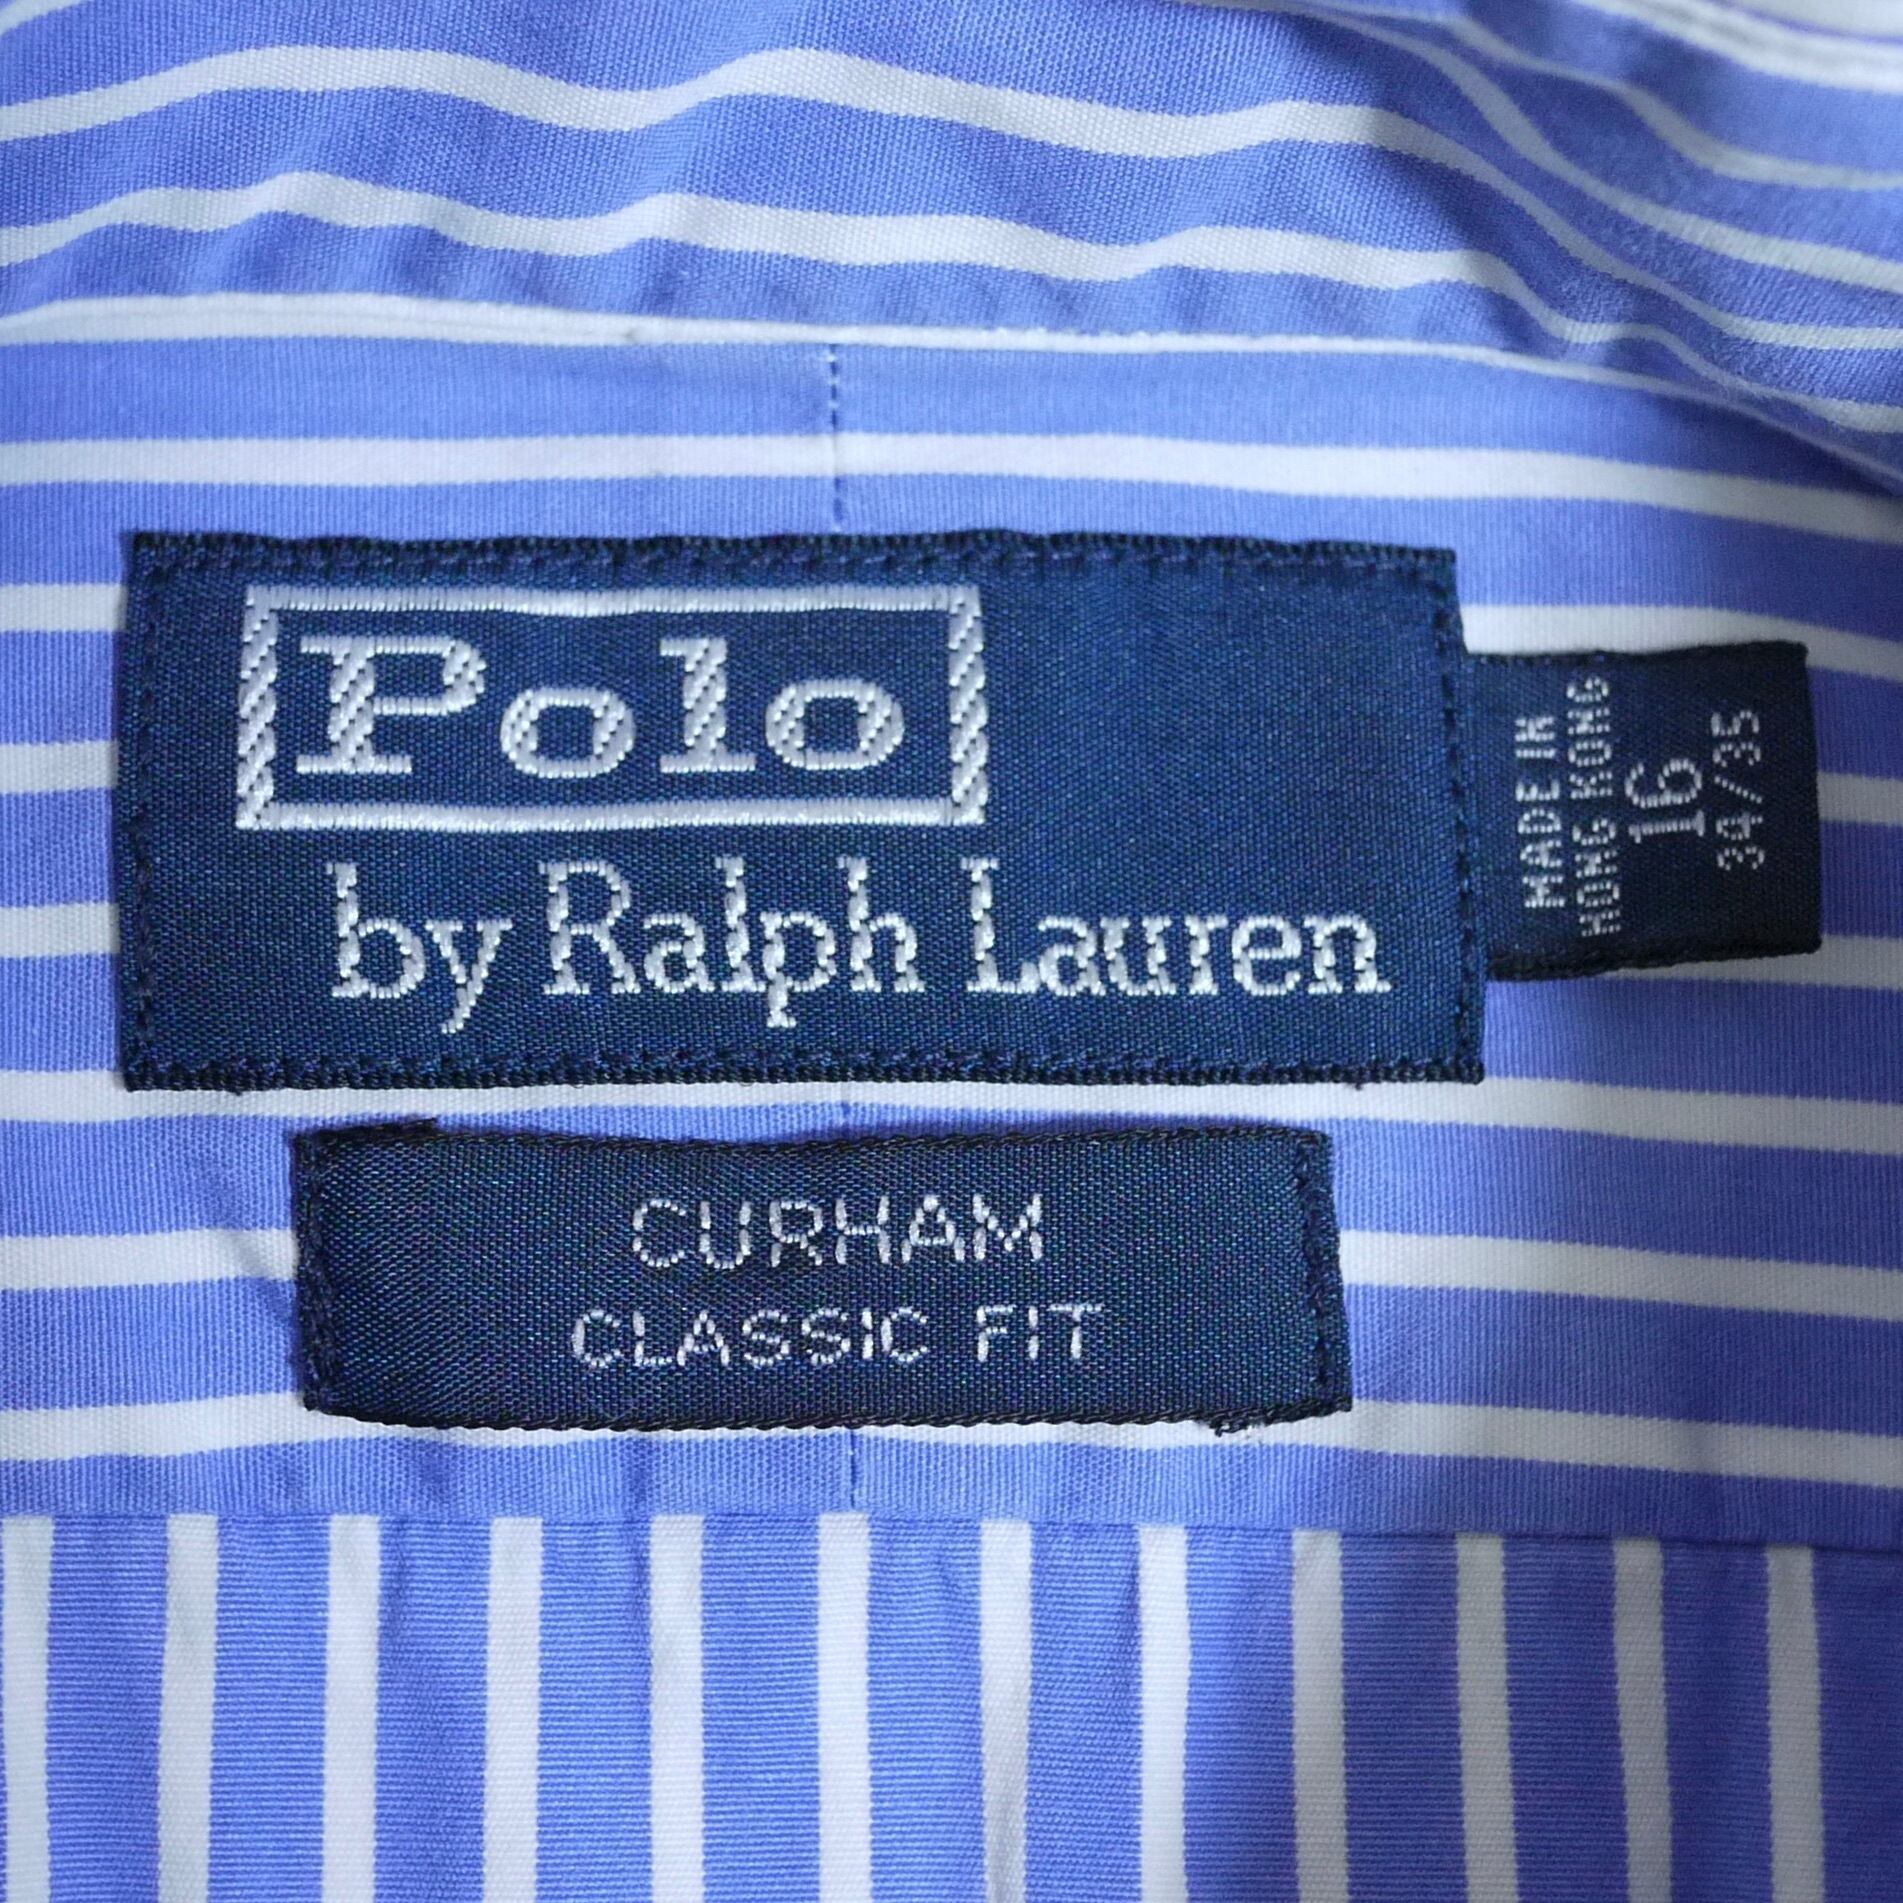 Polo
by Ralph Lauren
MADE IN
HONG KONG
16
34/35
CURHAM
CLASSIC FIT